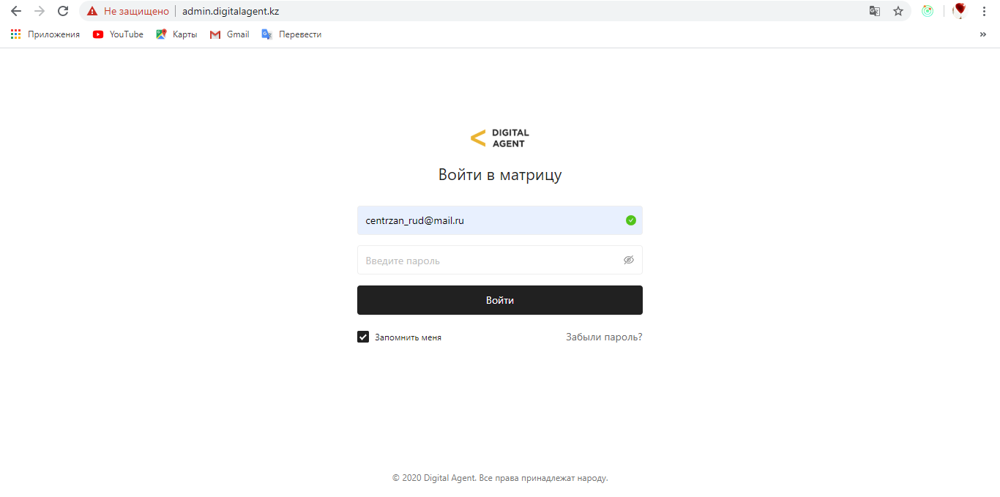 Не защищено admin.digitalagent.kz
Приложения YouTube Карты Gmail Перевести »
DIGITAL
AGENT
Войти в матрицу
centrzan_rud@mail.ru
Введите пароль
Войти
Запомнить меня Забыли пароль?
© 2020 Digital Agent. Все права принадлежат народу.